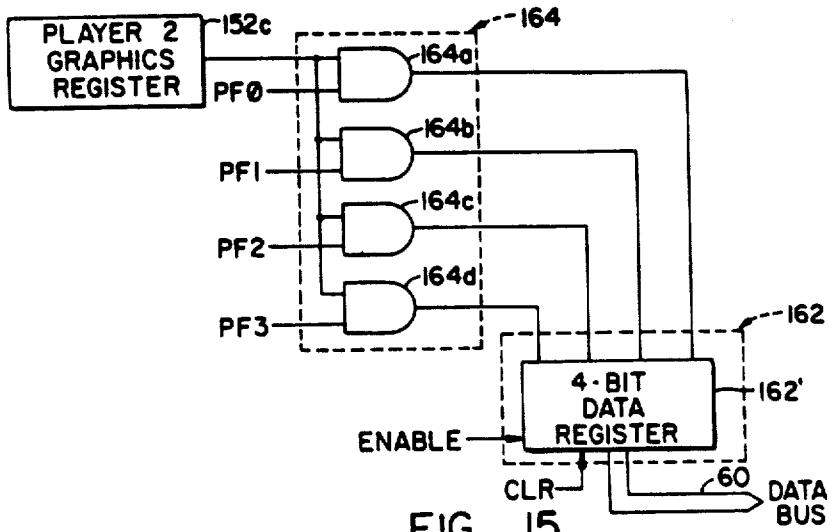 PLAYER 2
GRAPHICS
REGISTER
152c
164
164a
PFØ
164b
PF1
164c
PF2
164d
PF3
162
4-BIT
DATA
REGISTER
162'
ENABLE
CLR
60
DATA
BUS
FIG. 15